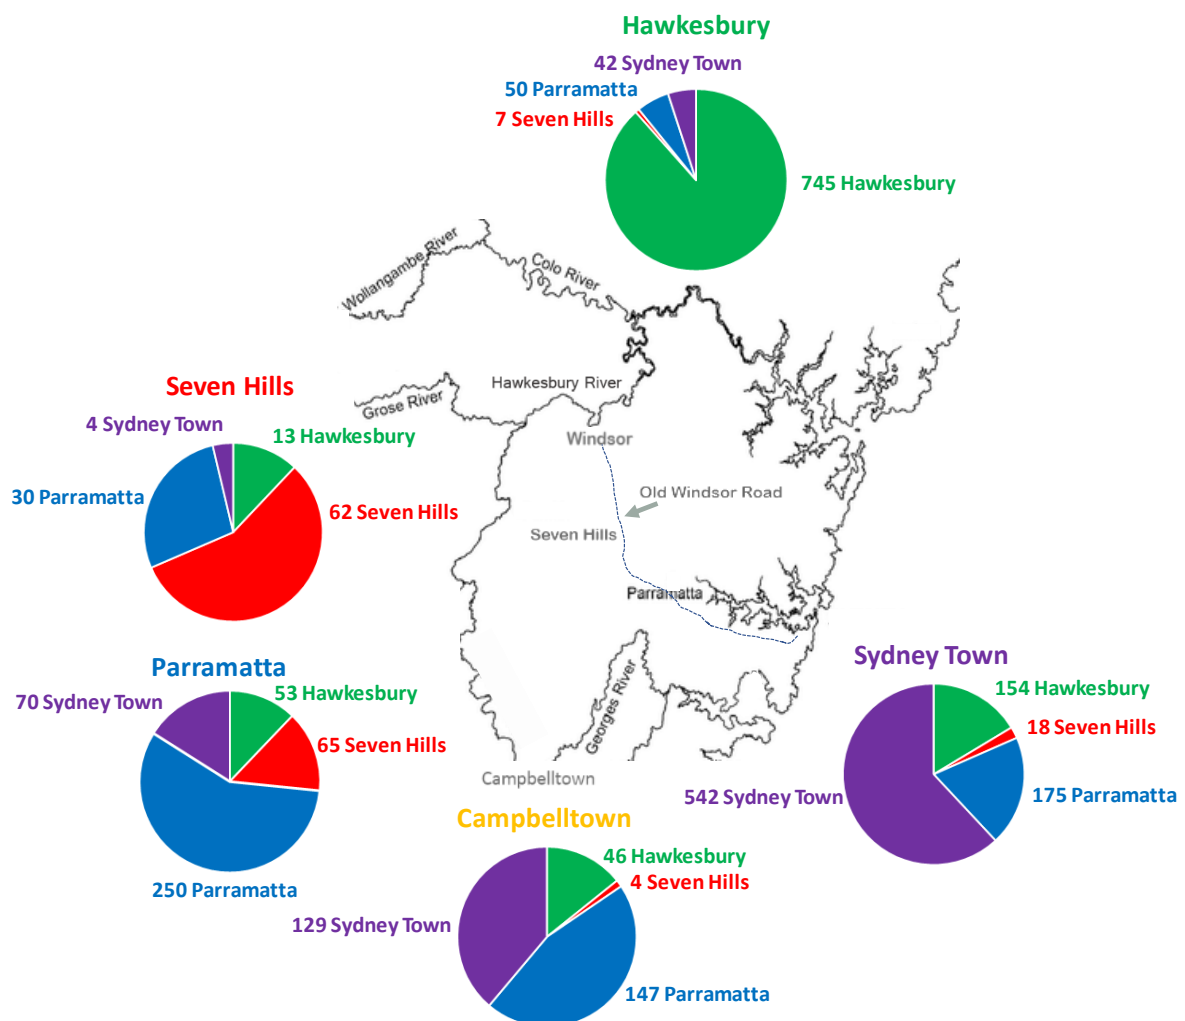 Hawkesbury
42 Sydney Town
50 Parramatta
7 Seven Hills
745 Hawkesbury
Wollangambe River
Colo River
Hawkesbury River
Grose River
Windsor
Old Windsor Road
Seven Hills
Parramatta
Georges River
Campbelltown
Seven Hills
4 Sydney Town
13 Hawkesbury
30 Parramatta
62 Seven Hills
Parramatta
70 Sydney Town
53 Hawkesbury
65 Seven Hills
250 Parramatta
Sydney Town
154 Hawkesbury
18 Seven Hills
542 Sydney Town
175 Parramatta
Campbelltown
46 Hawkesbury
4 Seven Hills
129 Sydney Town
147 Parramatta